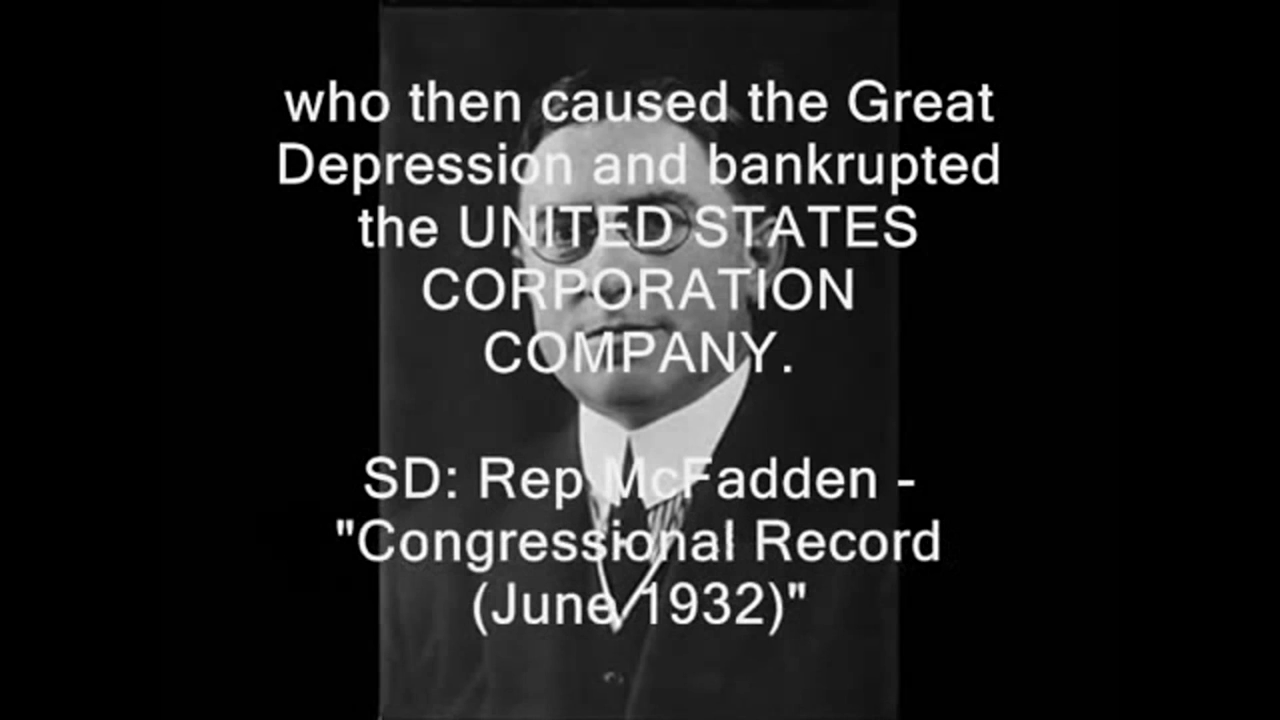 who then caused the Great
Depression and bankrupted
the UNITED STATES
CORPORATION
COMPANY.
SD: Rep McFadden -
"Congressional Record
(June 1932)"